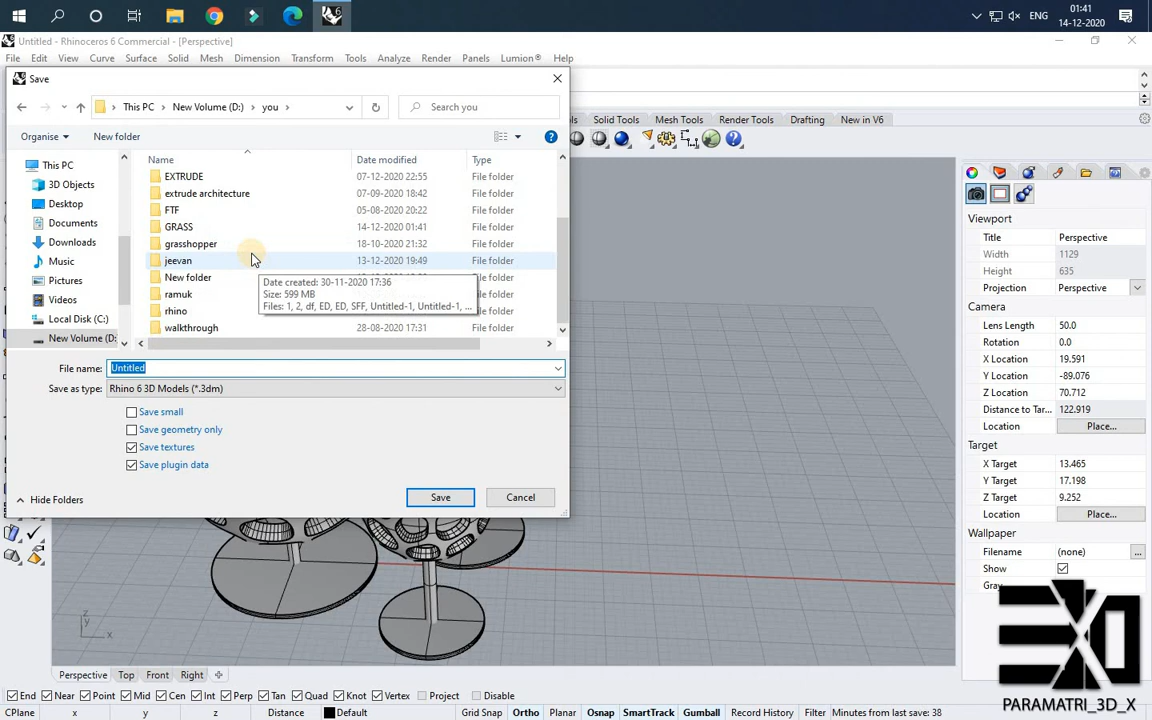 ENG
01:41
14-12-2020
Untitled - Rhinoceros 6 Commercial - [Perspective]
File Edit View Curve Surface Solid Mesh Dimension Transform Tools Analyze Render Panels Lumion® Help
Save
This PC New Volume (D:) you
Search you
Organise New folder
Solid Tools Mesh Tools Render Tools Drafting New in V6
This PC
3D Objects
Desktop
Documents
Downloads
Music
Pictures
Videos
Local Disk (C:)
New Volume (D:
Name Date modified Type
EXTRUDE 07-12-2020 22:55 File folder
extrude architecture 07-09-2020 18:42 File folder
FTF 05-08-2020 20:22 File folder
GRASS 14-12-2020 01:41 File folder
grasshopper 18-10-2020 21:32 File folder
jeevan 13-12-2020 19:49 File folder
New folder File folder
ramuk File folder
rhino File folder
walkthrough 28-08-2020 17:31 File folder
Date created: 30-11-2020 17:36
Size: 599 MB
Files: 1, 2, df, ED, ED, SFF, Untitled-1, Untitled-1, ...
File name: Untitled
Save as type: Rhino 6 3D Models (*.3dm)
Save small
Save geometry only
Save textures
Save plugin data
Hide Folders
Save
Cancel
Viewport
Title Perspective
Width 1129
Height 635
Projection Perspective
Camera
Lens Length 50.0
Rotation 0.0
X Location 19.591
Y Location -89.076
Z Location 70.712
Distance to Tar... 122.919
Location Place...
Target
X Target 13.465
Y Target 17.198
Z Target 9.252
Location Place...
Wallpaper
Filename (none) ...
Show
Gray
PARAMATRI_3D_X
z
y
x
Perspective Top Front Right
End Near Point Mid Cen Int Perp Tan Quad Knot Vertex Project Disable
CPlane x y z Distance Default Grid Snap Ortho Planar Osnap SmartTrack Gumball Record History Filter Minutes from last save: 38